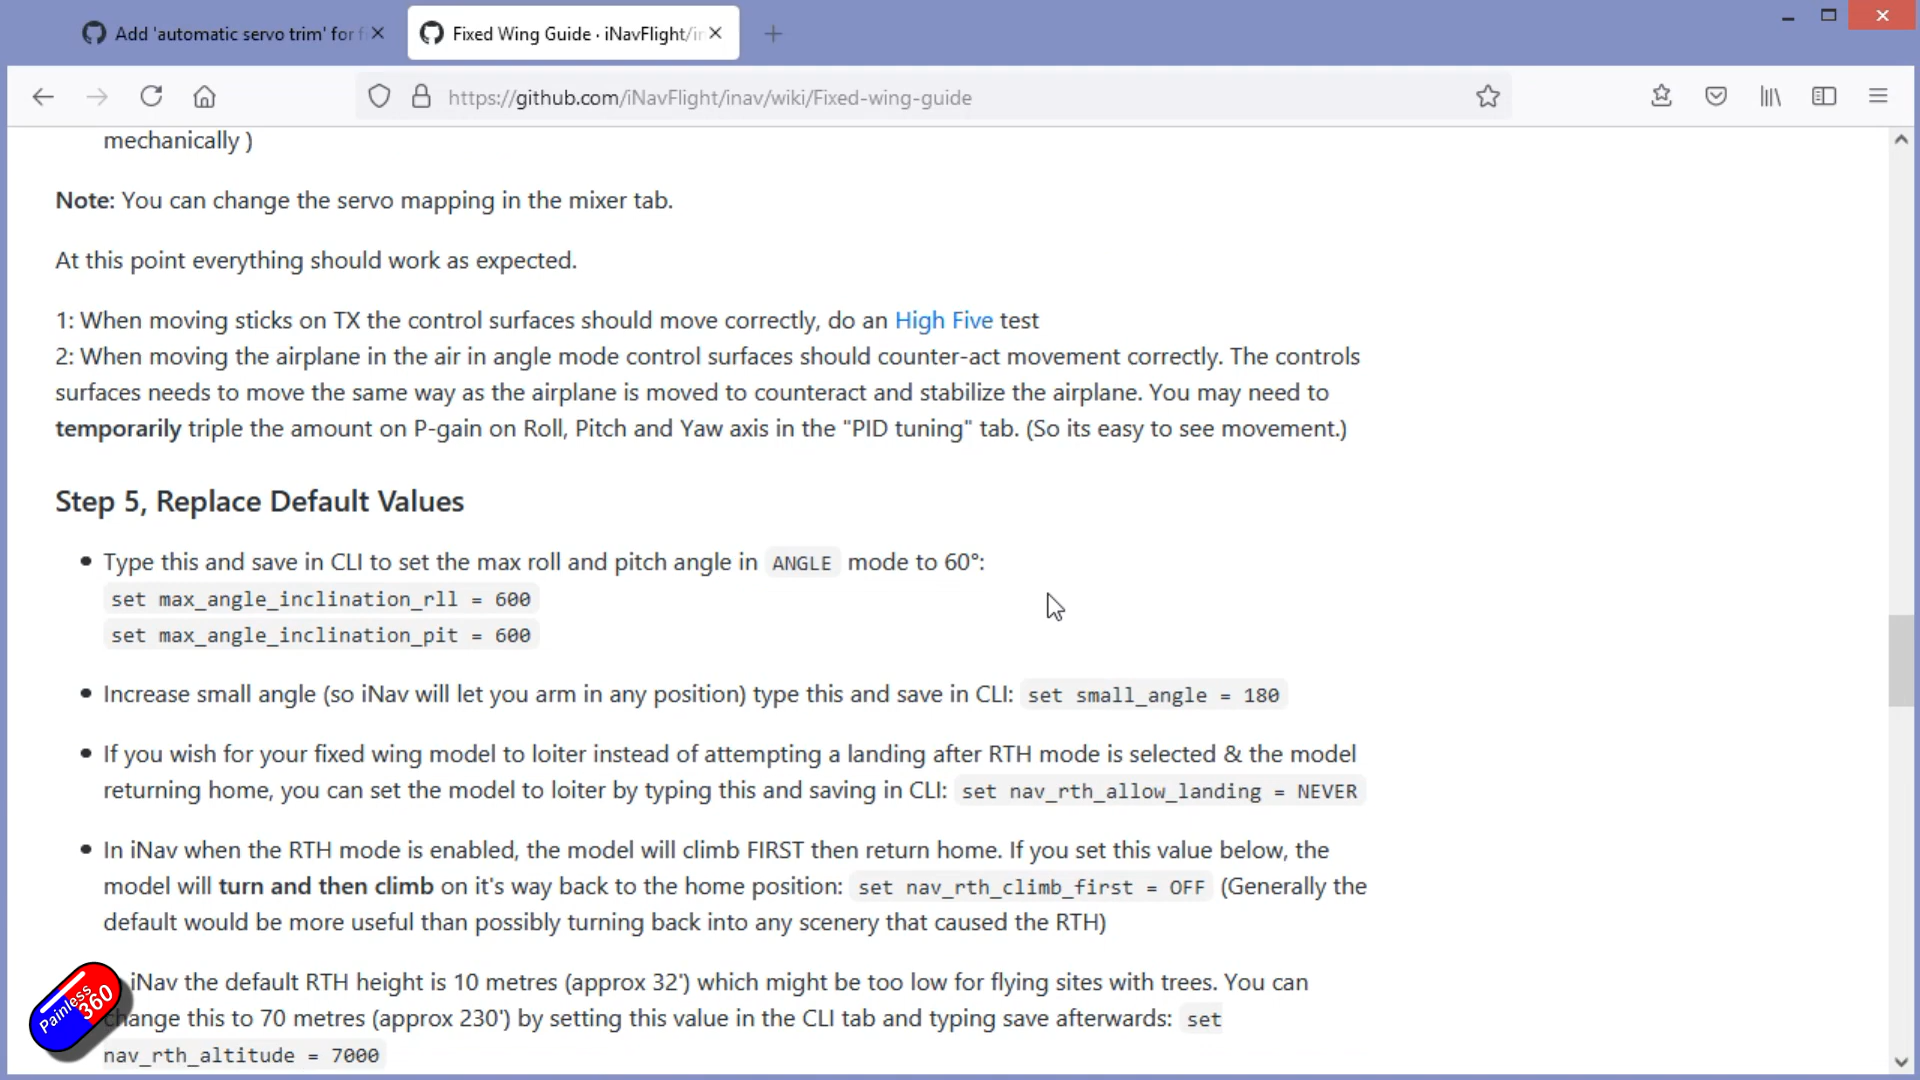 Add 'automatic servo trim' for f
Fixed Wing Guide · iNavFlight/in
https://github.com/iNavFlight/inav/wiki/Fixed-wing-guide
mechanically )
Note: You can change the servo mapping in the mixer tab.
At this point everything should work as expected.
1: When moving sticks on TX the control surfaces should move correctly, do an High Five test
2: When moving the airplane in the air in angle mode control surfaces should counter-act movement correctly. The controls
surfaces needs to move the same way as the airplane is moved to counteract and stabilize the airplane. You may need to
temporarily triple the amount on P-gain on Roll, Pitch and Yaw axis in the "PID tuning" tab. (So its easy to see movement.)
Step 5, Replace Default Values
Type this and save in CLI to set the max roll and pitch angle in ANGLE mode to 60°:
set max_angle_inclination_rll = 600
set max_angle_inclination_pit = 600
Increase small angle (so iNav will let you arm in any position) type this and save in CLI: set small_angle = 180
If you wish for your fixed wing model to loiter instead of attempting a landing after RTH mode is selected & the model
returning home, you can set the model to loiter by typing this and saving in CLI: set nav_rth_allow_landing = NEVER
In iNav when the RTH mode is enabled, the model will climb FIRST then return home. If you set this value below, the
model will turn and then climb on it's way back to the home position: set nav_rth_climb_first = OFF (Generally the
default would be more useful than possibly turning back into any scenery that caused the RTH)
iNav the default RTH height is 10 metres (approx 32') which might be too low for flying sites with trees. You can
change this to 70 metres (approx 230') by setting this value in the CLI tab and typing save afterwards: set
nav_rth_altitude = 7000
Painless
360